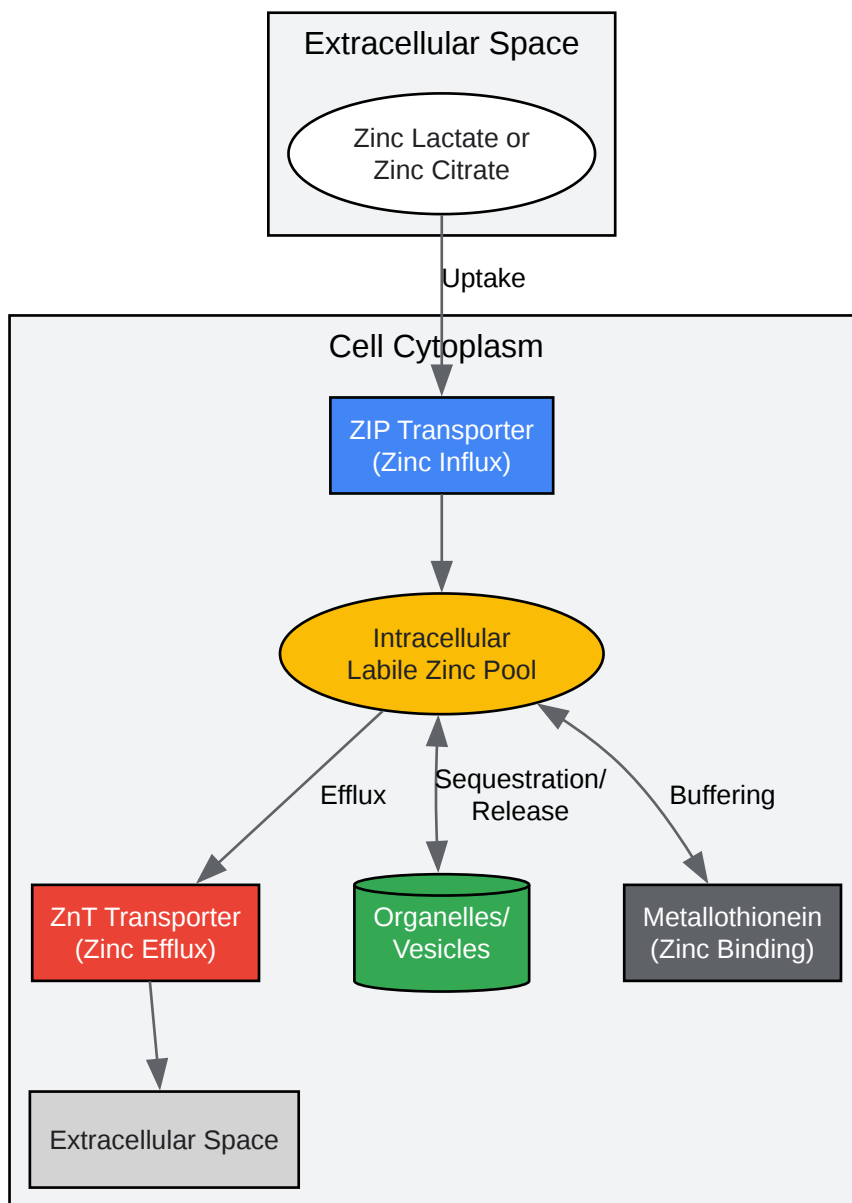 Extracellular Space
Zinc Lactate or
Zinc Citrate
Uptake
Cell Cytoplasm
ZIP Transporter
(Zinc Influx)
Intracellular
Labile Zinc Pool
Efflux
Sequestration/
Release
Buffering
ZnT Transporter
(Zinc Efflux)
Organelles/
Vesicles
Metallothionein
(Zinc Binding)
Extracellular Space